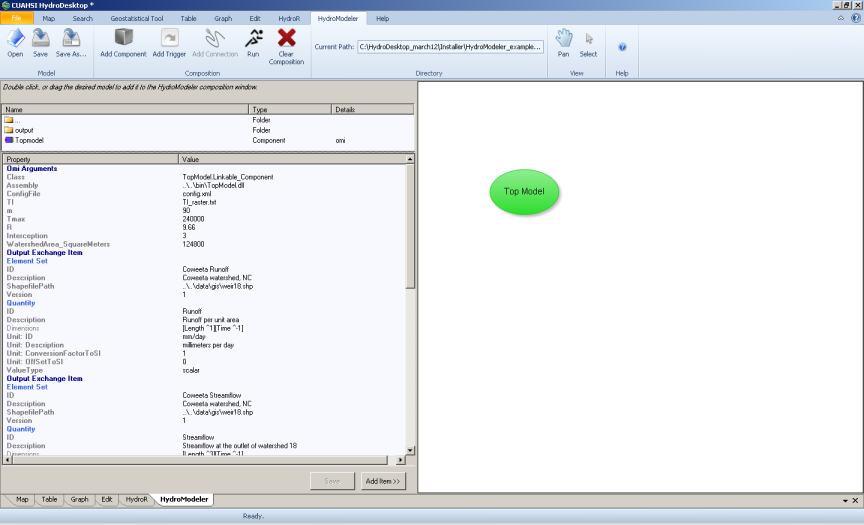 CUAHSI HydroDesktop *
File Map Search Geostatistical Tool Table Graph Edit HydroR HydroModeler Help
Open Save Save As... Add Component Add Trigger Add Connection Run Clear Composition Current Path: C:\HydroDesktop_march12\Installer\HydroModeler_example... Pan Select
Model Composition Directory View Help
Double click, or drag the desired model to add it to the HydroModeler composition window.
Name Type Details
... Folder
output Folder
Topmodel Component omi
Property Value
Omi Arguments
Class TopModel.Linkable_Component
Assembly ..\..\bin\TopModel.dll
ConfigFile config.xml
TI TI_raster.txt
m 90
Tmax 240000
R 9.66
Interception 3
WatershedArea_SquareMeters 124800
Output Exchange Item
Element Set
ID Coweeta Runoff
Description Coweeta watershed, NC
ShapefilePath ..\..\data\gis\weir18.shp
Version 1
Quantity
ID Runoff
Description Runoff per unit area
Dimensions [Length ^1][Time ^-1]
Unit: ID mm/day
Unit: Description millimeters per day
Unit: ConversionFactorToSI 1
Unit: OffSetToSI 0
ValueType scalar
Output Exchange Item
Element Set
ID Coweeta Streamflow
Description Coweeta watershed, NC
ShapefilePath ..\..\data\gis\weir18.shp
Version 1
Quantity
ID Streamflow
Description Streamflow at the outlet of watershed 18
Dimensions [Length ^3][Time ^-1]
Top Model
Save Add Item >>
Map Table Graph Edit HydroR HydroModeler
Ready.